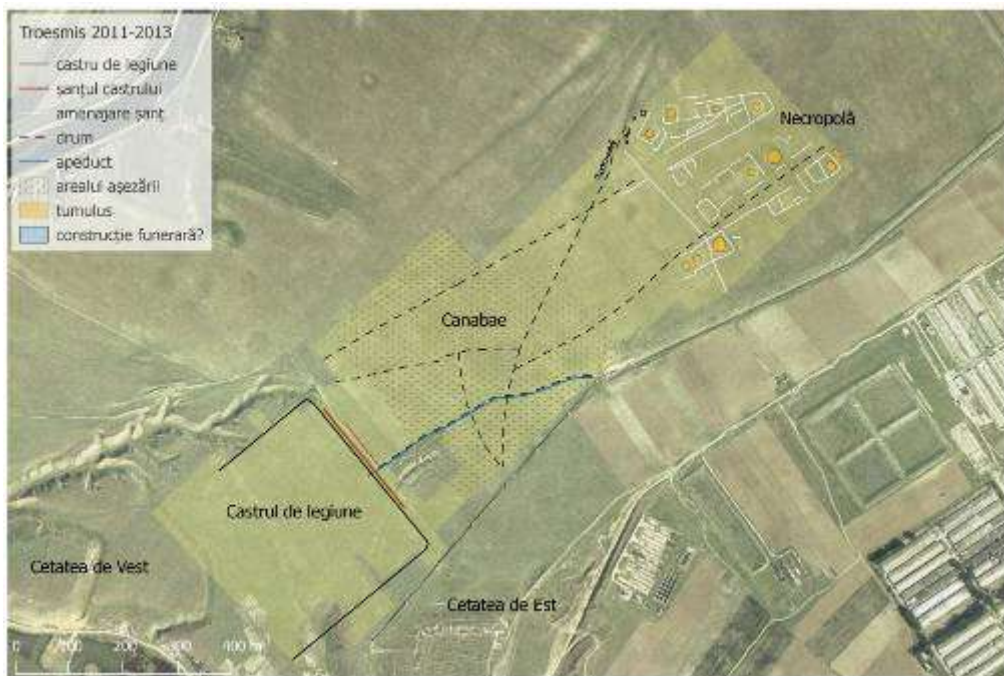 Troesmis 2011-2013
castru de legiune
șanțul castrului
amenajare șanț
drum
apeduct
arealul așezării
tumulus
construcție funerară?
Necropolă
Canabae
Castrul de legiune
Cetatea de Vest
Cetatea de Est
0 100 200 300 400 m